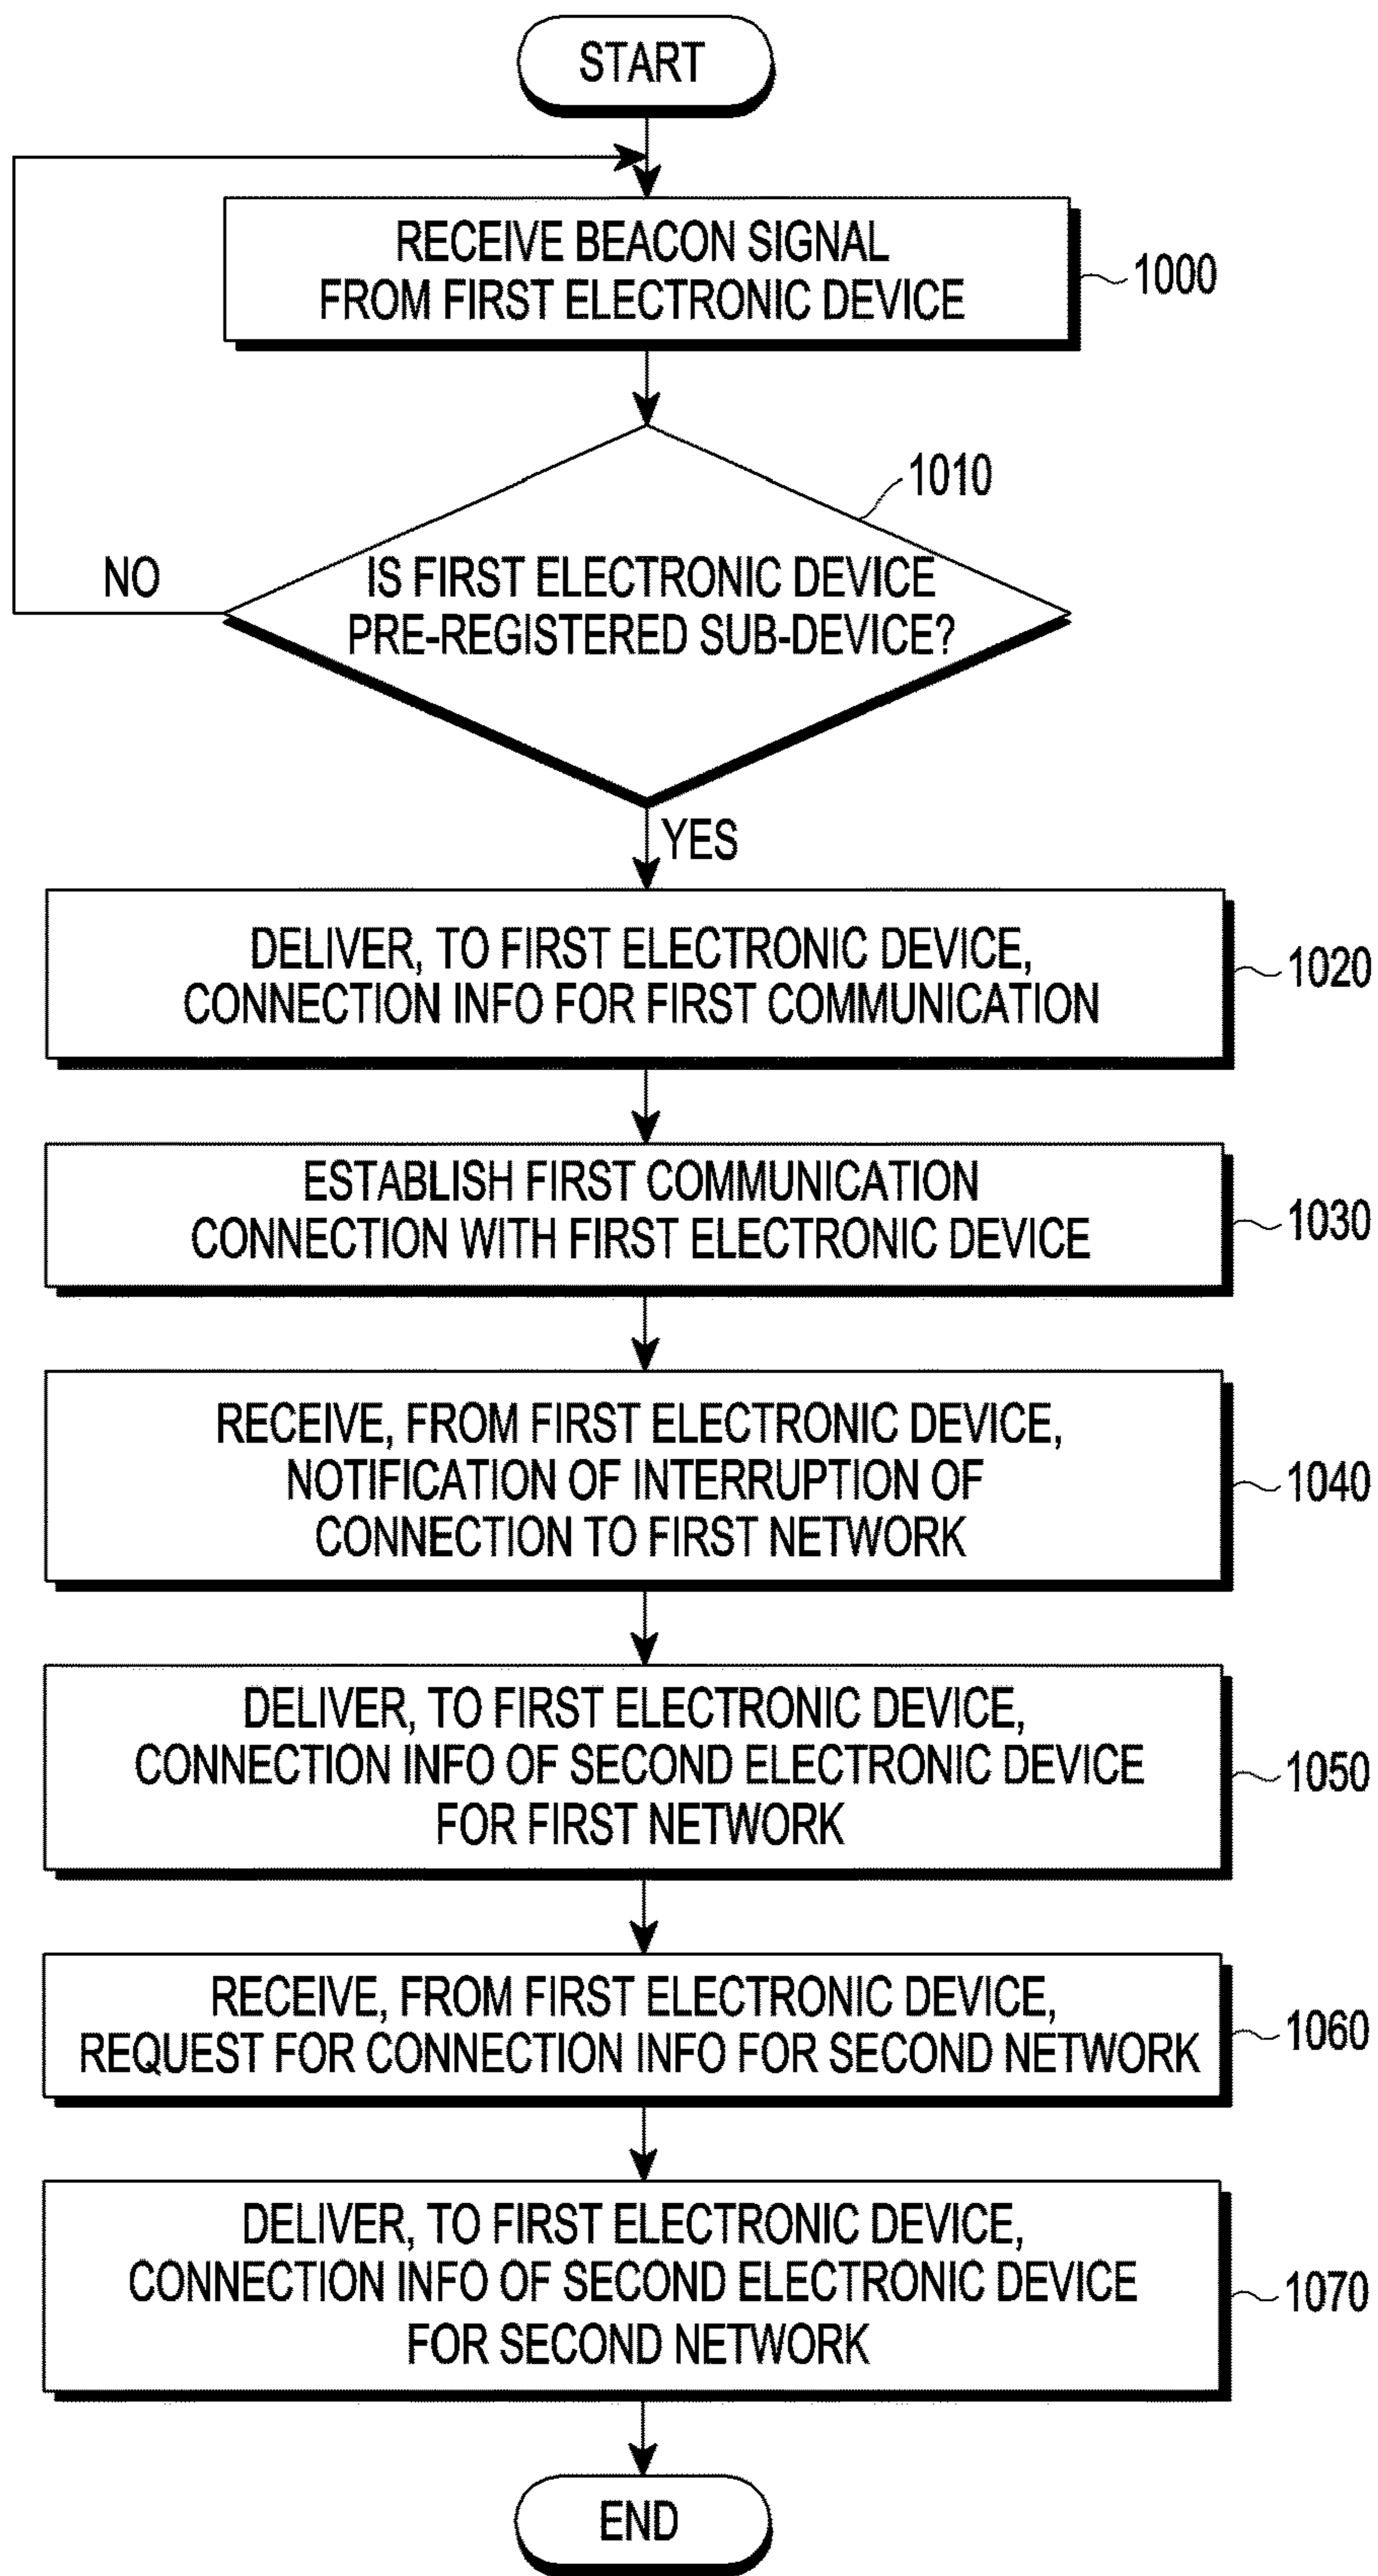 START
RECEIVE BEACON SIGNAL
FROM FIRST ELECTRONIC DEVICE
1000
1010
IS FIRST ELECTRONIC DEVICE
PRE-REGISTERED SUB-DEVICE?
NO
YES
DELIVER, TO FIRST ELECTRONIC DEVICE,
CONNECTION INFO FOR FIRST COMMUNICATION
1020
ESTABLISH FIRST COMMUNICATION
CONNECTION WITH FIRST ELECTRONIC DEVICE
1030
RECEIVE, FROM FIRST ELECTRONIC DEVICE,
NOTIFICATION OF INTERRUPTION OF
CONNECTION TO FIRST NETWORK
1040
DELIVER, TO FIRST ELECTRONIC DEVICE,
CONNECTION INFO OF SECOND ELECTRONIC DEVICE
FOR FIRST NETWORK
1050
RECEIVE, FROM FIRST ELECTRONIC DEVICE,
REQUEST FOR CONNECTION INFO FOR SECOND NETWORK
1060
DELIVER, TO FIRST ELECTRONIC DEVICE,
CONNECTION INFO OF SECOND ELECTRONIC DEVICE
FOR SECOND NETWORK
1070
END